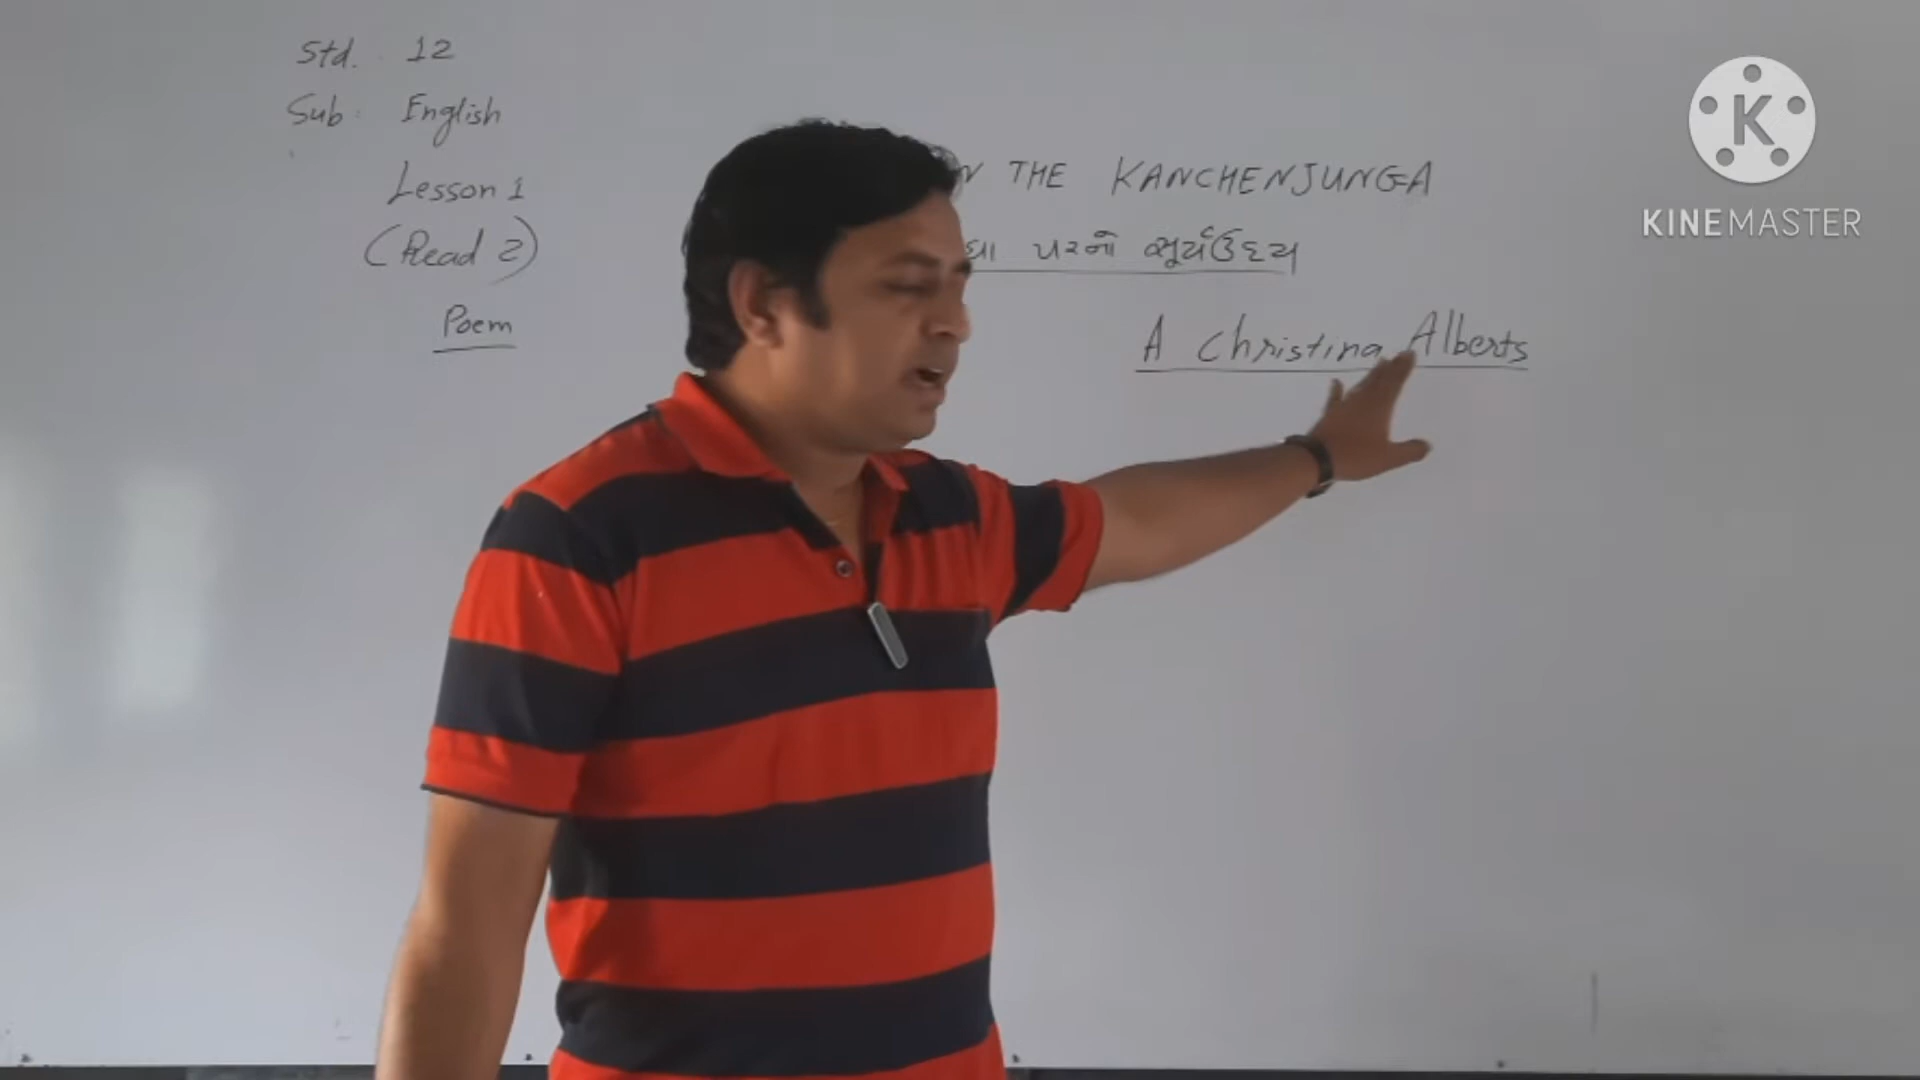 Std. 12
Sub: English
Lesson 1
(Read 2)
Poem
THE KANCHENJUNGA
પરનો સૂર્યઉદય
A Christina Alberts
K
KINEMASTER